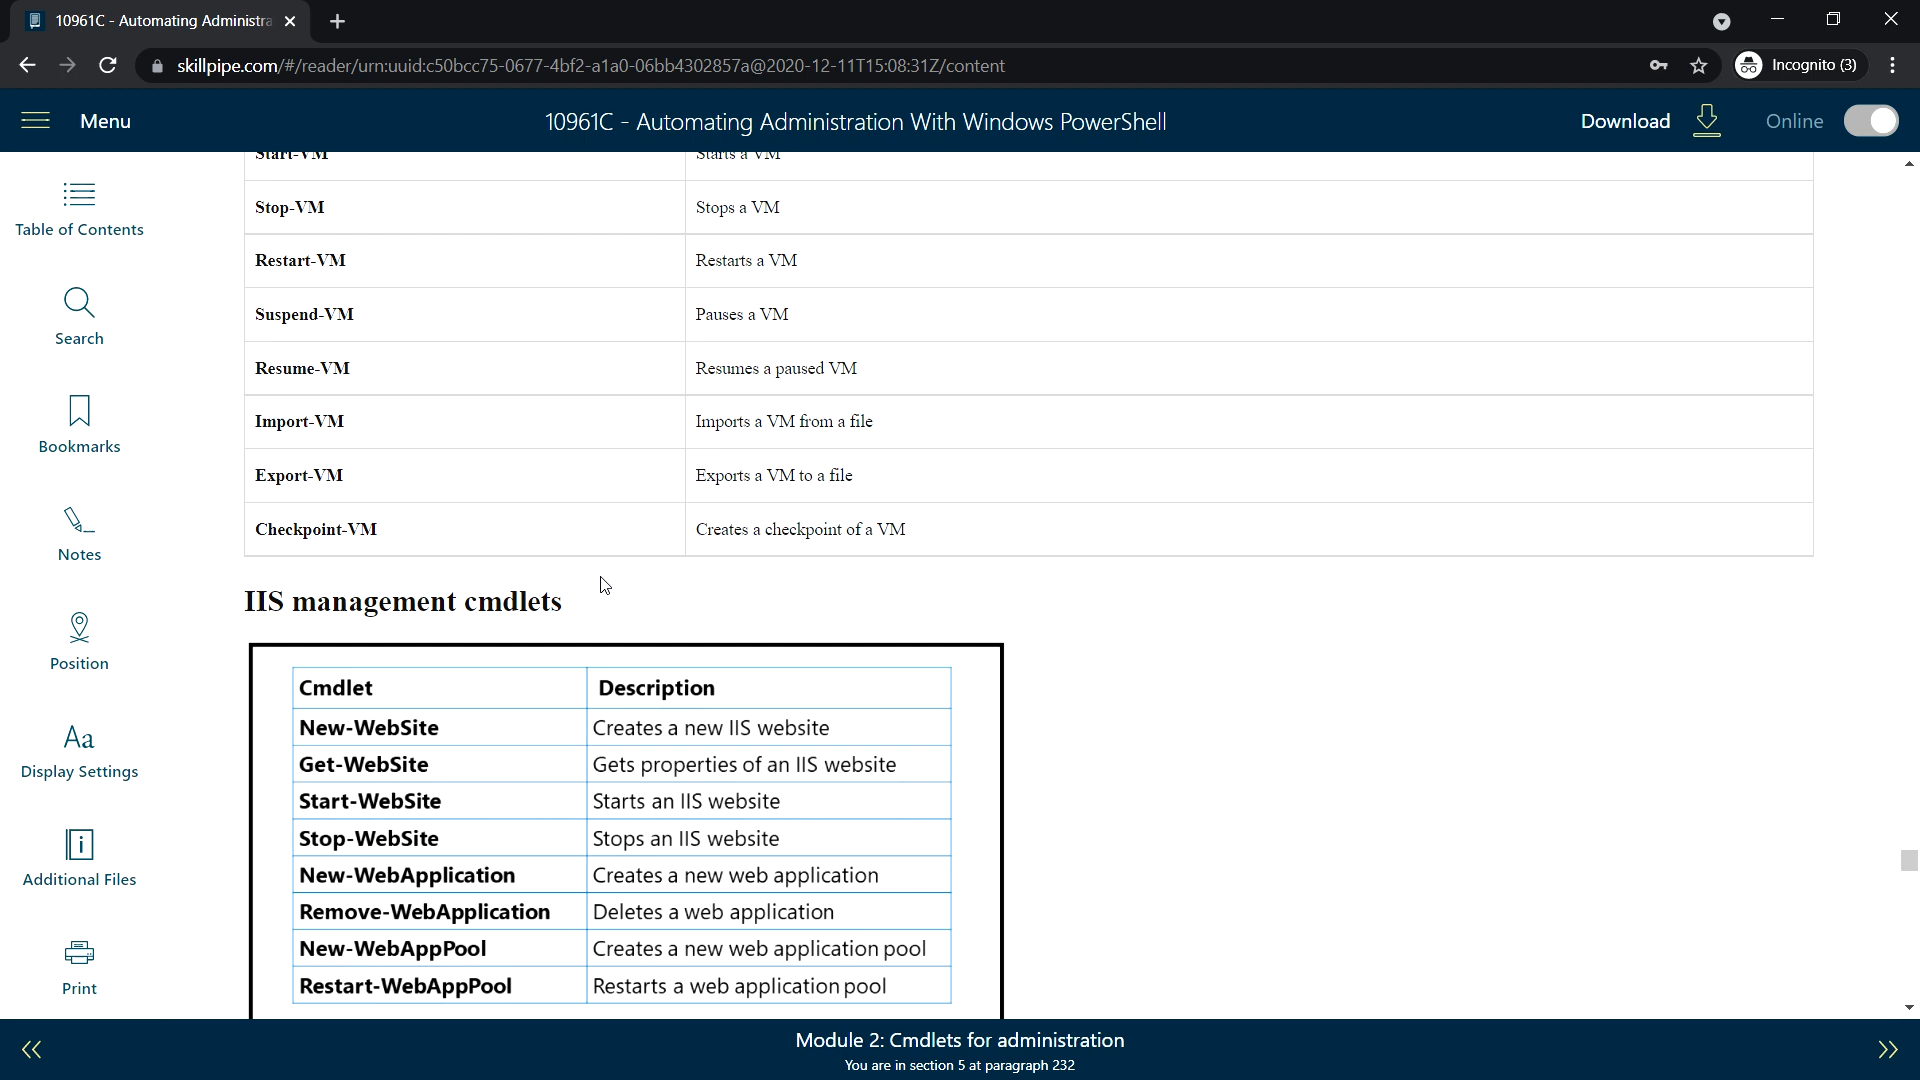 10961C - Automating Administra
skillpipe.com/#/reader/urn:uuid:c50bcc75-0677-4bf2-a1a0-06bb4302857a@2020-12-11T15:08:31Z/content
Incognito (3)
Menu
10961C - Automating Administration With Windows PowerShell
Download
Online
Table of Contents
Search
Bookmarks
Notes
Position
Aa
Display Settings
Additional Files
Print
Start-VM Starts a VM
Stop-VM Stops a VM
Restart-VM Restarts a VM
Suspend-VM Pauses a VM
Resume-VM Resumes a paused VM
Import-VM Imports a VM from a file
Export-VM Exports a VM to a file
Checkpoint-VM Creates a checkpoint of a VM
IIS management cmdlets
Cmdlet Description
New-WebSite Creates a new IIS website
Get-WebSite Gets properties of an IIS website
Start-WebSite Starts an IIS website
Stop-WebSite Stops an IIS website
New-WebApplication Creates a new web application
Remove-WebApplication Deletes a web application
New-WebAppPool Creates a new web application pool
Restart-WebAppPool Restarts a web application pool
Module 2: Cmdlets for administration
You are in section 5 at paragraph 232